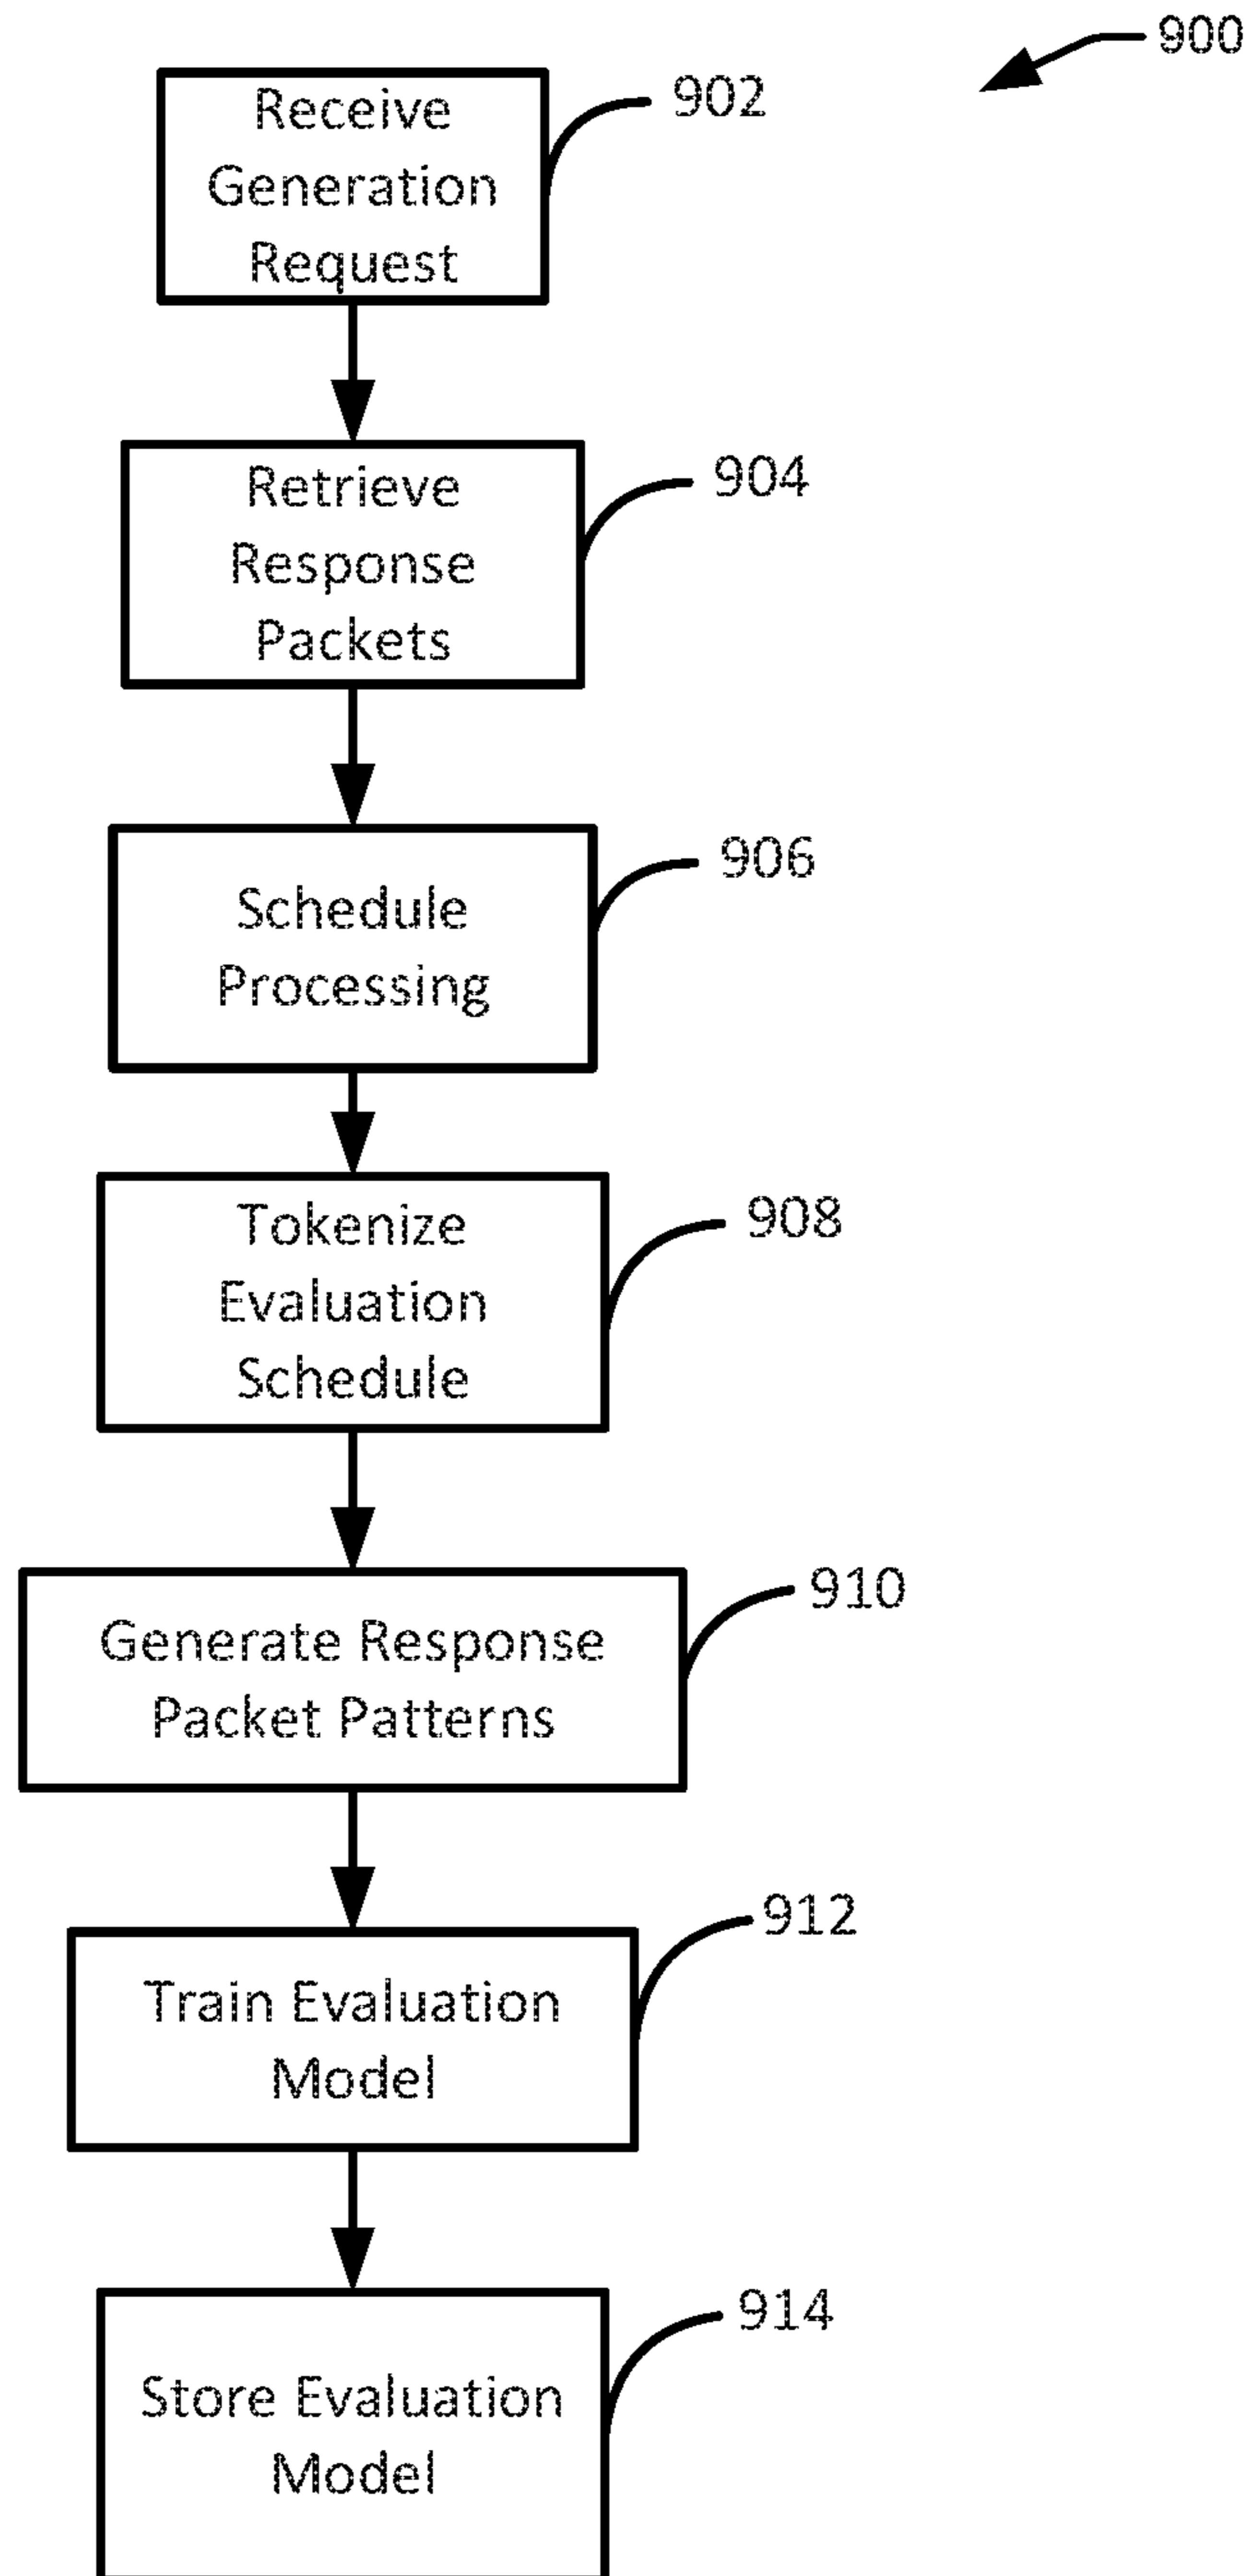 900
Receive
Generation
Request
902
Retrieve
Response
Packets
904
Schedule
Processing
906
Tokenize
Evaluation
Schedule
908
Generate Response
Packet Patterns
910
Train Evaluation
Model
912
Store Evaluation
Model
914